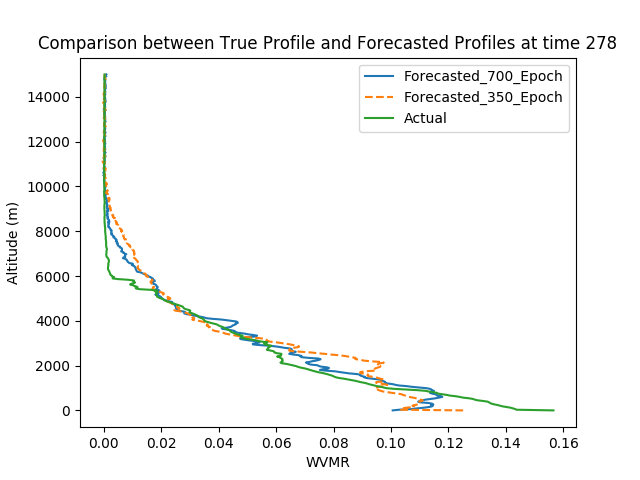 Comparison between True Profile and Forecasted Profiles at time 278
Forecasted_700_Epoch
Forecasted_350_Epoch
Actual
14000
12000
10000
8000
6000
4000
2000
0
Altitude (m)
0.00 0.02 0.04 0.06 0.08 0.10 0.12 0.14 0.16
WVMR